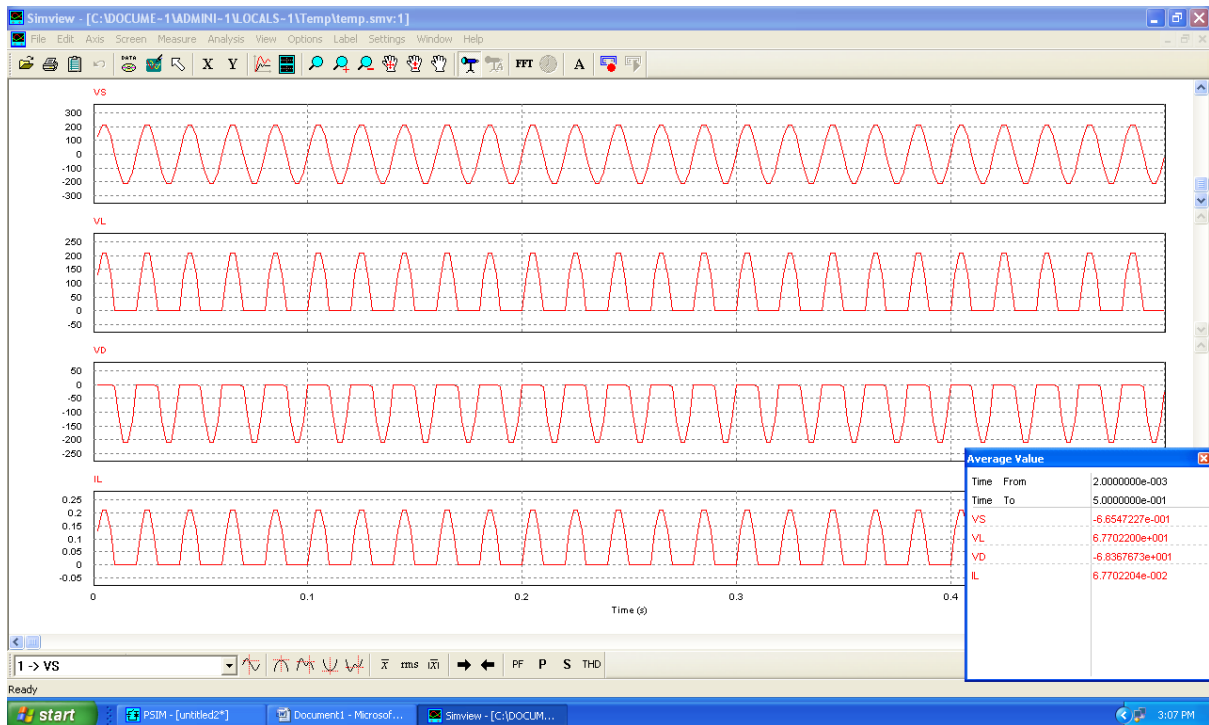 Simview - [C:\DOCUME~1\ADMINI~1\LOCALS~1\Temp\temp.smv:1]
File Edit Axis Screen Measure Analysis View Options Label Settings Window Help
DATA X Y FFT A
VS
300
200
100
0
-100
-200
-300
VL
250
200
150
100
50
0
-50
VD
50
0
-50
-100
-150
-200
-250
IL
0.25
0.2
0.15
0.1
0.05
0
-0.05
0 0.1 0.2 0.3 0.4
Time (s)
Average Value
Time From 2.0000000e-003
Time To 5.0000000e-001
VS -6.6547227e-001
VL 6.7702200e+001
VD -6.8367673e+001
IL 6.7702204e-002
1 -> VS x rms |x| PF P S THD
Ready
start PSIM - [untitled2*] Document1 - Microsof... Simview - [C:\DOCUM... 3:07 PM